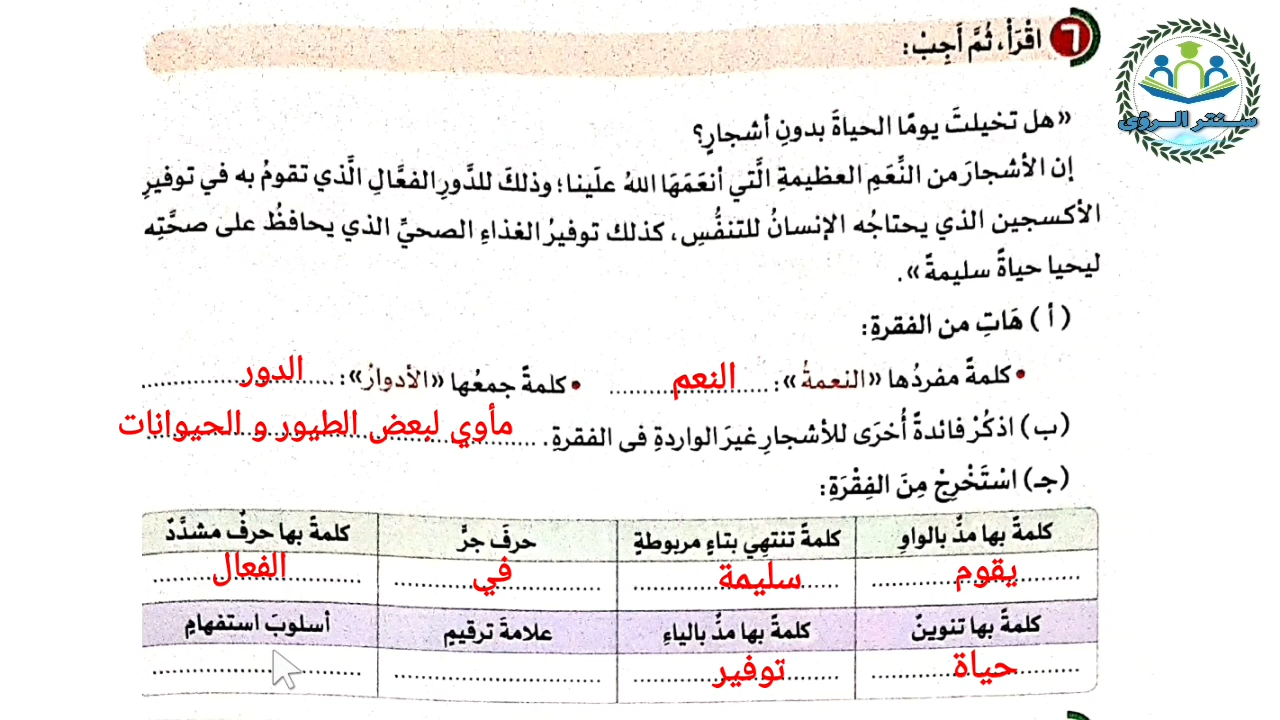 ٦ اقْرَأْ، ثُمَّ أَجِبْ:
سنتر الرؤى
«هل تخيلتَ يومًا الحياةَ بدونِ أشجارٍ؟
إن الأشجارَ من النِّعَمِ العظيمةِ الَّتي أنعَمَهَا اللهُ علَينا؛ وذلكَ للدَّورِ الفعَّالِ الَّذي تقومُ به في توفيرِ
الأكسجين الذي يحتاجُه الإنسانُ للتنفُّسِ، كذلك توفيرُ الغذاءِ الصحيِّ الذي يحافظُ على صحَّتِه
ليحيا حياةً سليمةً».
(أ) هَاتِ من الفقرةِ:
• كلمةً مفردُها «النعمةُ»: النعم • كلمةً جمعُها «الأدوارُ»: الدور
(ب) اذكُرْ فائدةً أُخرَى للأشجارِ غيرَ الواردةِ فى الفقرةِ. مأوي لبعض الطيور و الحيوانات
(جـ) اسْتَخْرِجْ مِنَ الفِقْرَةِ:
كلمةً بها مدٌّ بالواوِ كلمةً تنتهِي بتاءٍ مربوطةٍ حرفَ جرٍّ كلمةً بها حرفٌ مشدَّدٌ
يقوم سليمة في الفعال
كلمةً بها تنوينٌ كلمةً بها مدٌّ بالياءِ علامةَ ترقيمٍ أسلوبَ استفهامٍ
حياة توفير